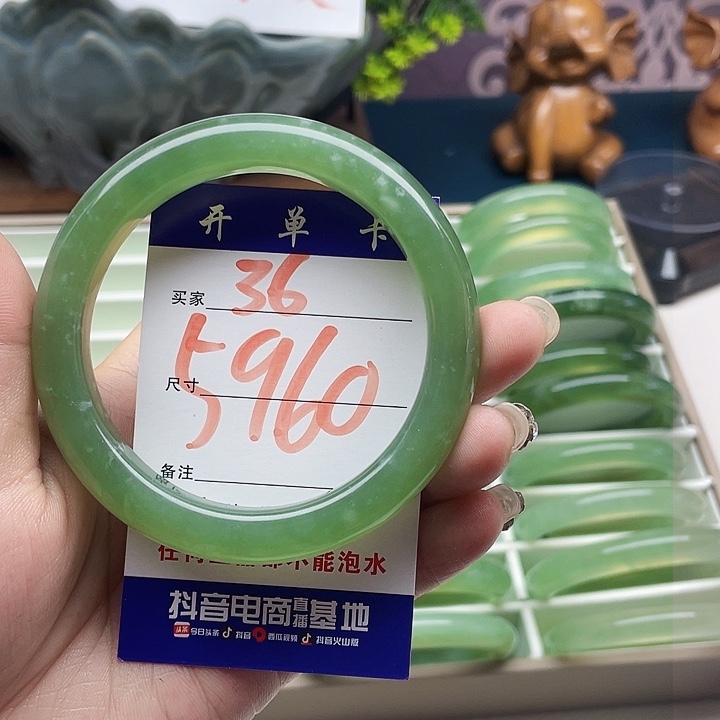 开单卡
买家 36
尺寸 5960
备注
不能泡水
抖音电商直播基地
头条 今日头条 抖音 西瓜视频 抖音火山版